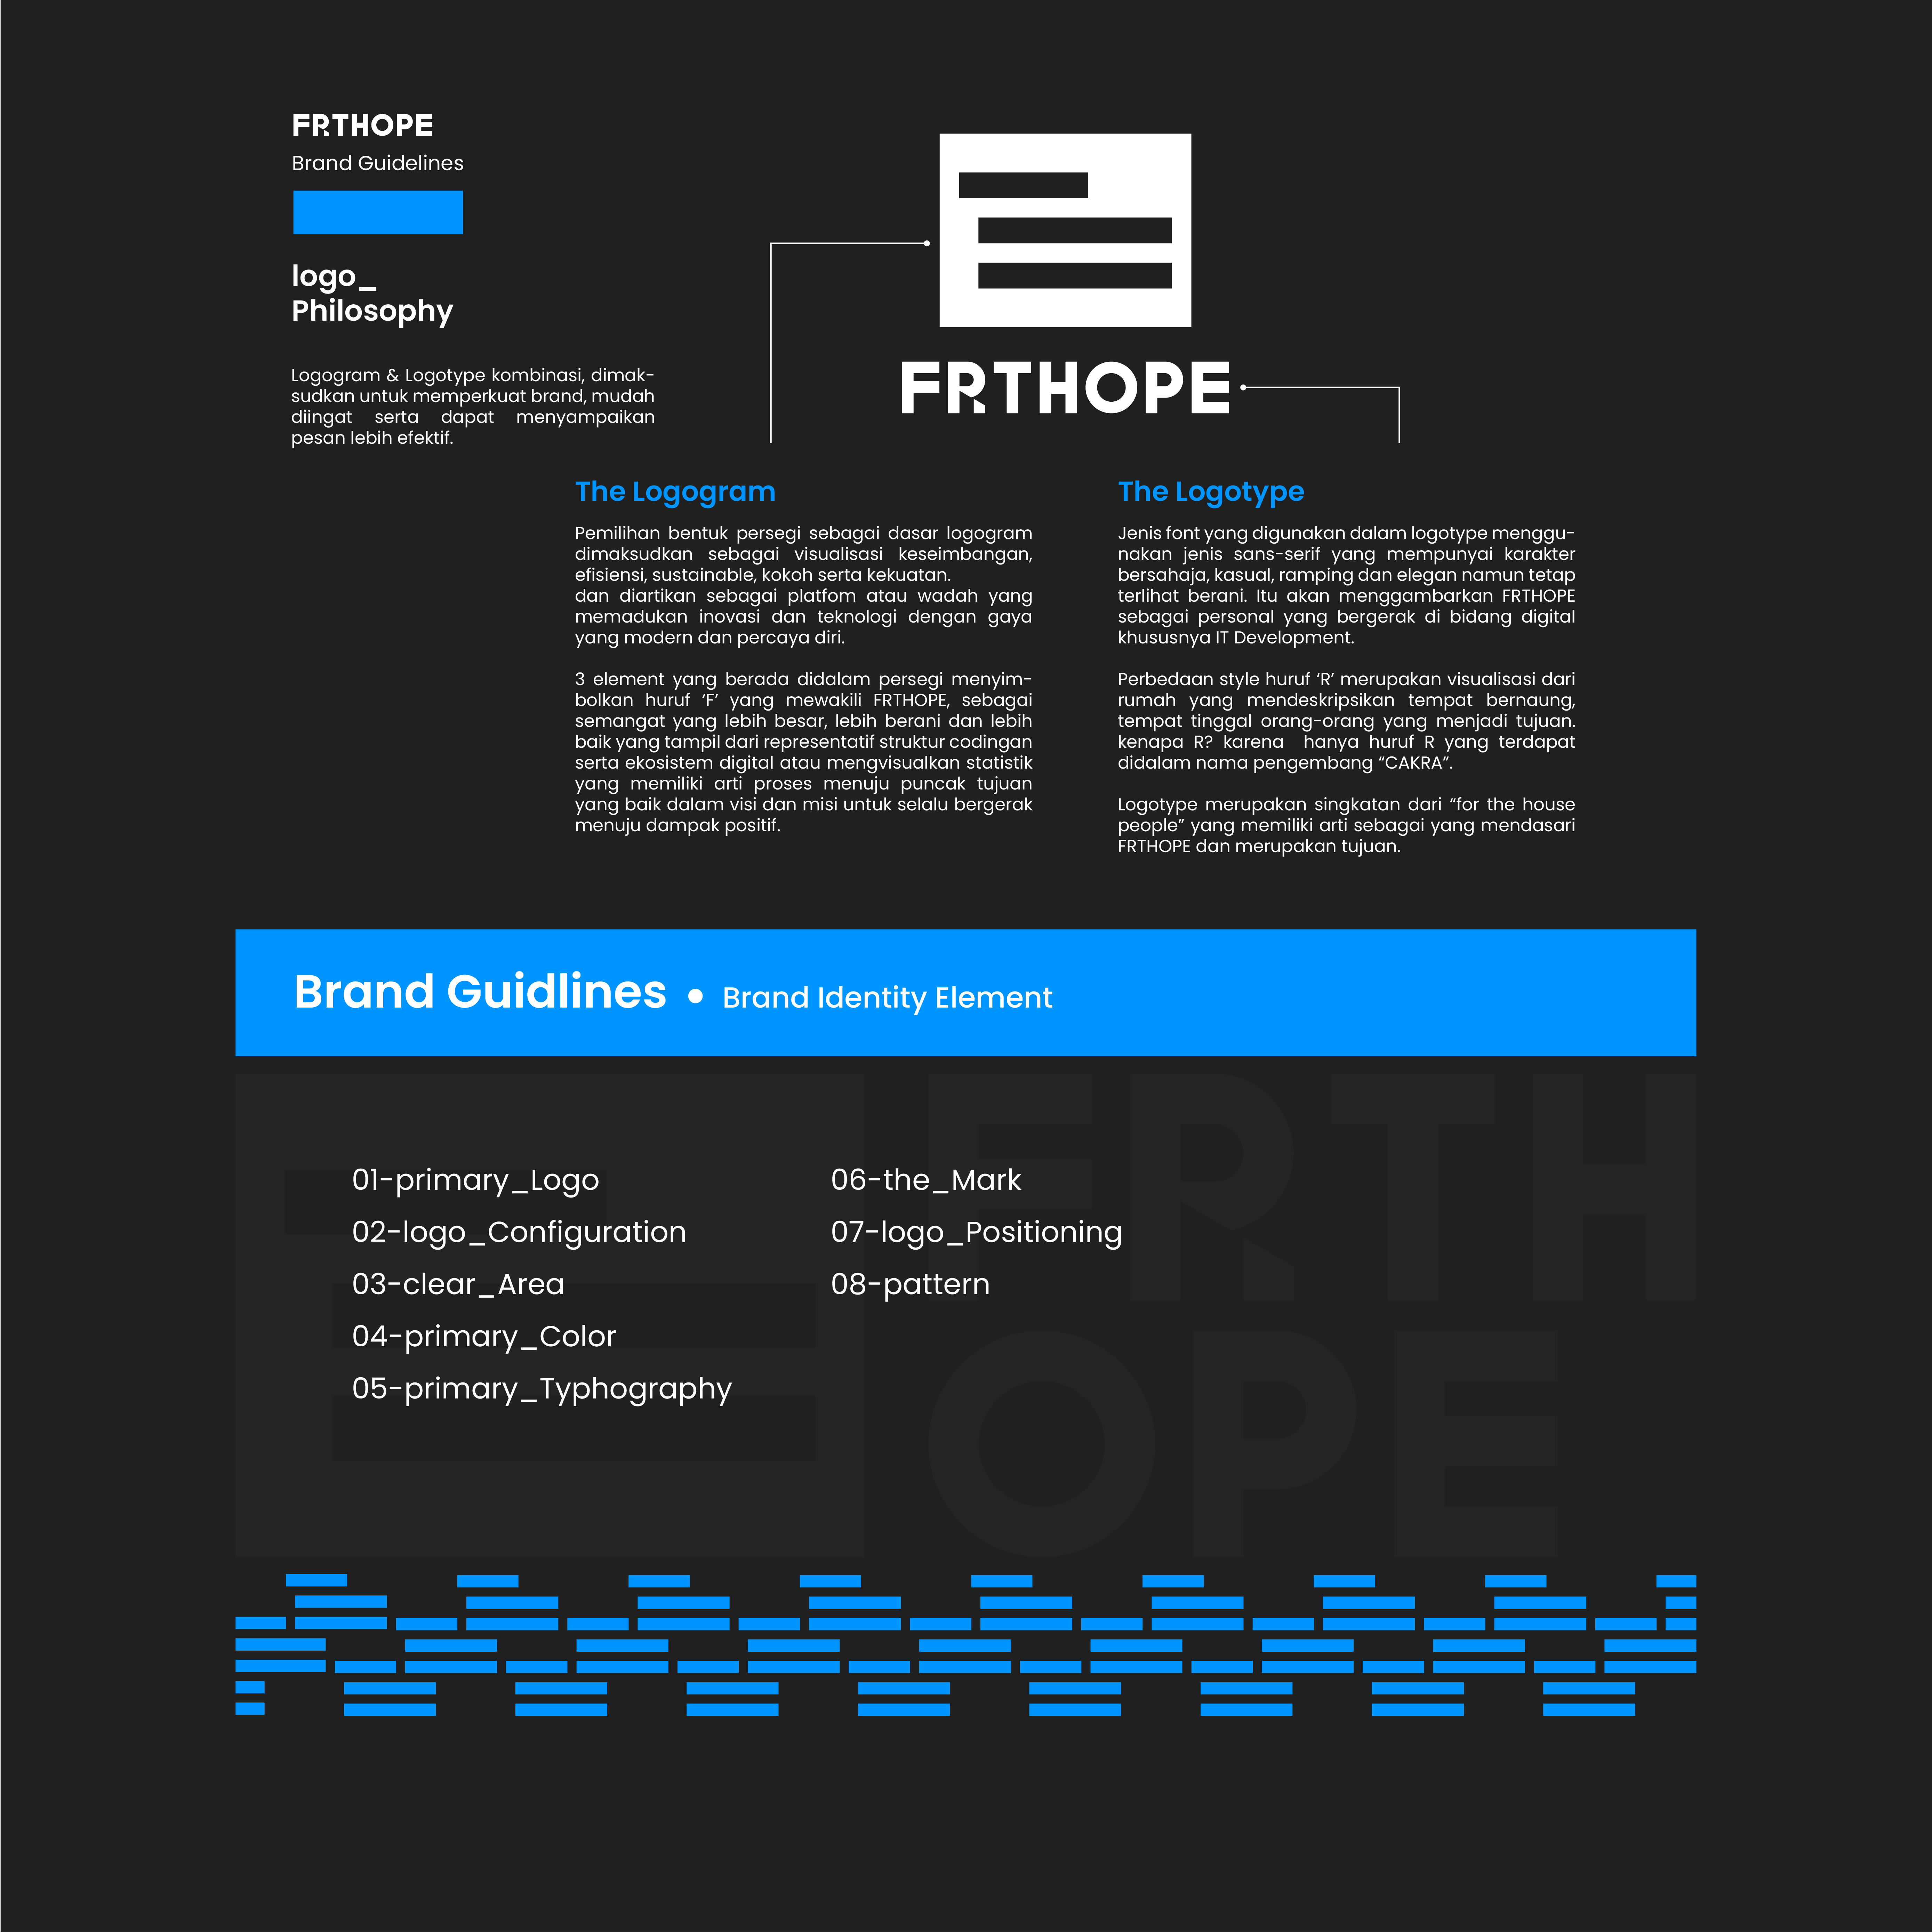 FRTHOPE
Brand Guidelines
logo_
Philosophy
Logogram & Logotype kombinasi, dimak-
sudkan untuk memperkuat brand, mudah
diingat serta dapat menyampaikan
pesan lebih efektif.
FRTHOPE
The Logogram
Pemilihan bentuk persegi sebagai dasar logogram
dimaksudkan sebagai visualisasi keseimbangan,
efisiensi, sustainable, kokoh serta kekuatan.
dan diartikan sebagai platfom atau wadah yang
memadukan inovasi dan teknologi dengan gaya
yang modern dan percaya diri.
3 element yang berada didalam persegi menyim-
bolkan huruf ‘F’ yang mewakili FRTHOPE, sebagai
semangat yang lebih besar, lebih berani dan lebih
baik yang tampil dari representatif struktur codingan
serta ekosistem digital atau mengvisualkan statistik
yang memiliki arti proses menuju puncak tujuan
yang baik dalam visi dan misi untuk selalu bergerak
menuju dampak positif.
The Logotype
Jenis font yang digunakan dalam logotype menggu-
nakan jenis sans-serif yang mempunyai karakter
bersahaja, kasual, ramping dan elegan namun tetap
terlihat berani. Itu akan menggambarkan FRTHOPE
sebagai personal yang bergerak di bidang digital
khususnya IT Development.
Perbedaan style huruf ‘R’ merupakan visualisasi dari
rumah yang mendeskripsikan tempat bernaung,
tempat tinggal orang-orang yang menjadi tujuan.
kenapa R? karena hanya huruf R yang terdapat
didalam nama pengembang “CAKRA”.
Logotype merupakan singkatan dari “for the house
people” yang memiliki arti sebagai yang mendasari
FRTHOPE dan merupakan tujuan.
Brand Guidlines • Brand Identity Element
01-primary_Logo
02-logo_Configuration
03-clear_Area
04-primary_Color
05-primary_Typhography
06-the_Mark
07-logo_Positioning
08-pattern
FRTH
OPE